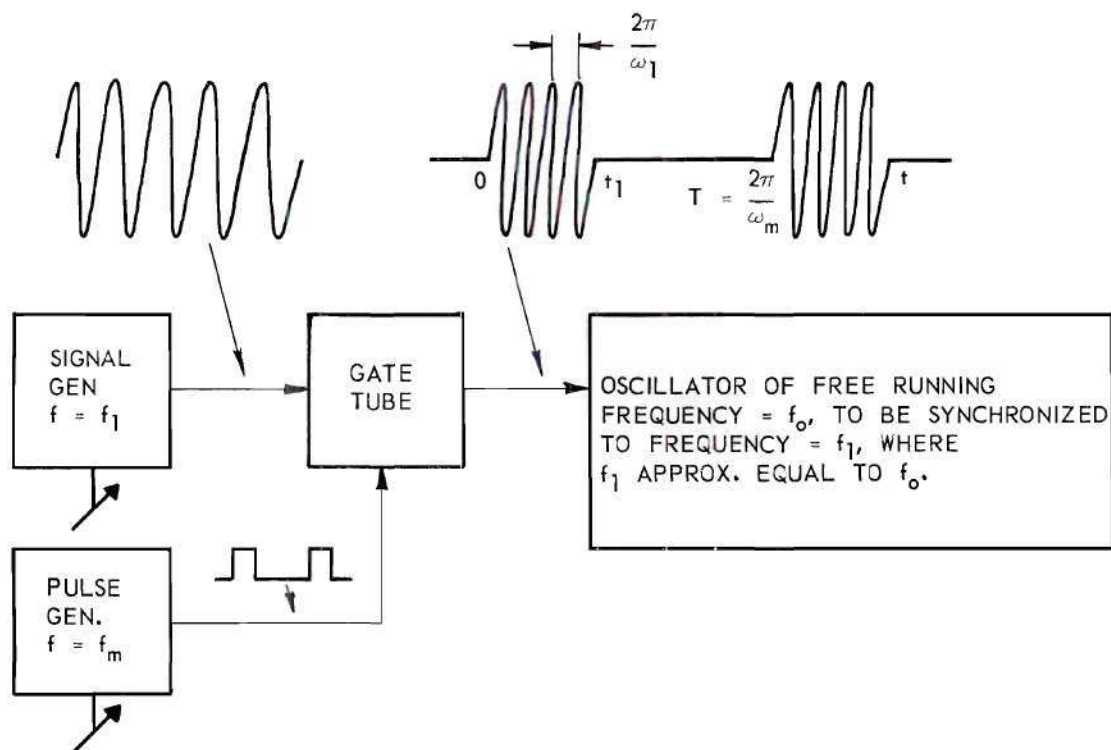 2π
ω1
0
t1
T = 2π
ωm
t
SIGNAL
GEN
f = f1
GATE
TUBE
OSCILLATOR OF FREE RUNNING
FREQUENCY = fo, TO BE SYNCHRONIZED
TO FREQUENCY = f1, WHERE
f1 APPROX. EQUAL TO fo.
PULSE
GEN.
f = fm